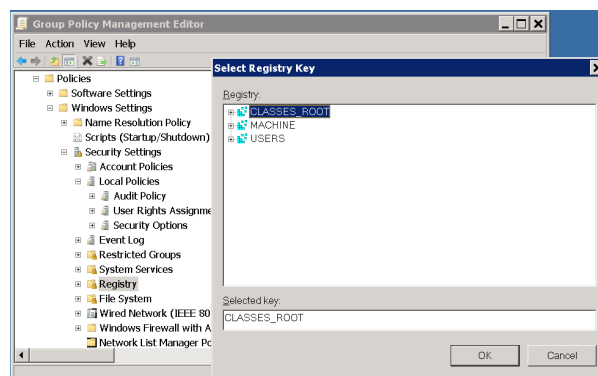 Group Policy Management Editor
File Action View Help
Policies
Software Settings
Windows Settings
Name Resolution Policy
Scripts (Startup/Shutdown)
Security Settings
Account Policies
Local Policies
Audit Policy
User Rights Assignme
Security Options
Event Log
Restricted Groups
System Services
Registry
File System
Wired Network (IEEE 80
Windows Firewall with A
Network List Manager Po
Select Registry Key
Registry:
CLASSES_ROOT
MACHINE
USERS
Selected key:
CLASSES_ROOT
OK Cancel